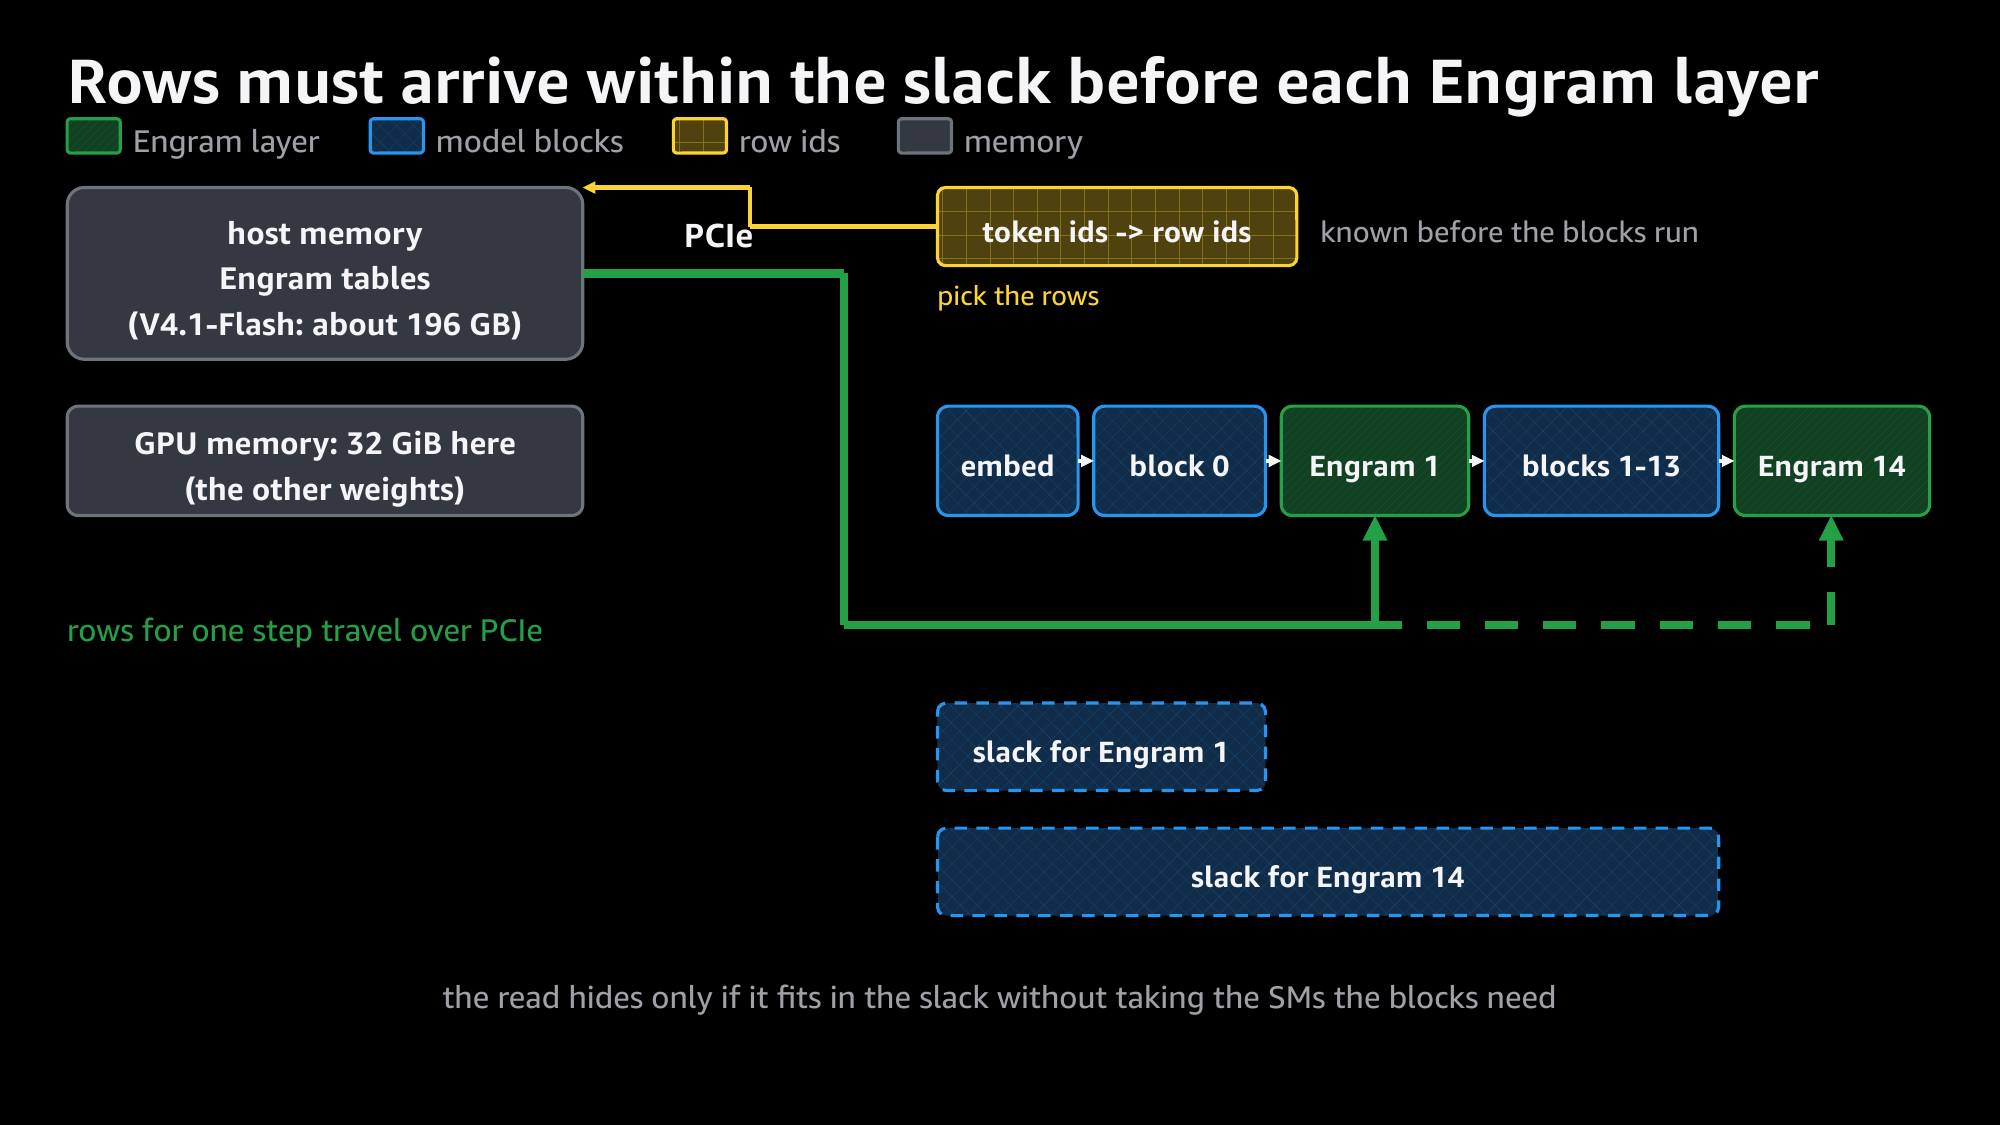 Rows must arrive within the slack before each Engram layer
Engram layer
model blocks
row ids
memory
host memory
Engram tables
(V4.1-Flash: about 196 GB)
PCIe
token ids -> row ids
known before the blocks run
pick the rows
GPU memory: 32 GiB here
(the other weights)
embed
block 0
Engram 1
blocks 1-13
Engram 14
rows for one step travel over PCIe
slack for Engram 1
slack for Engram 14
the read hides only if it fits in the slack without taking the SMs the blocks need